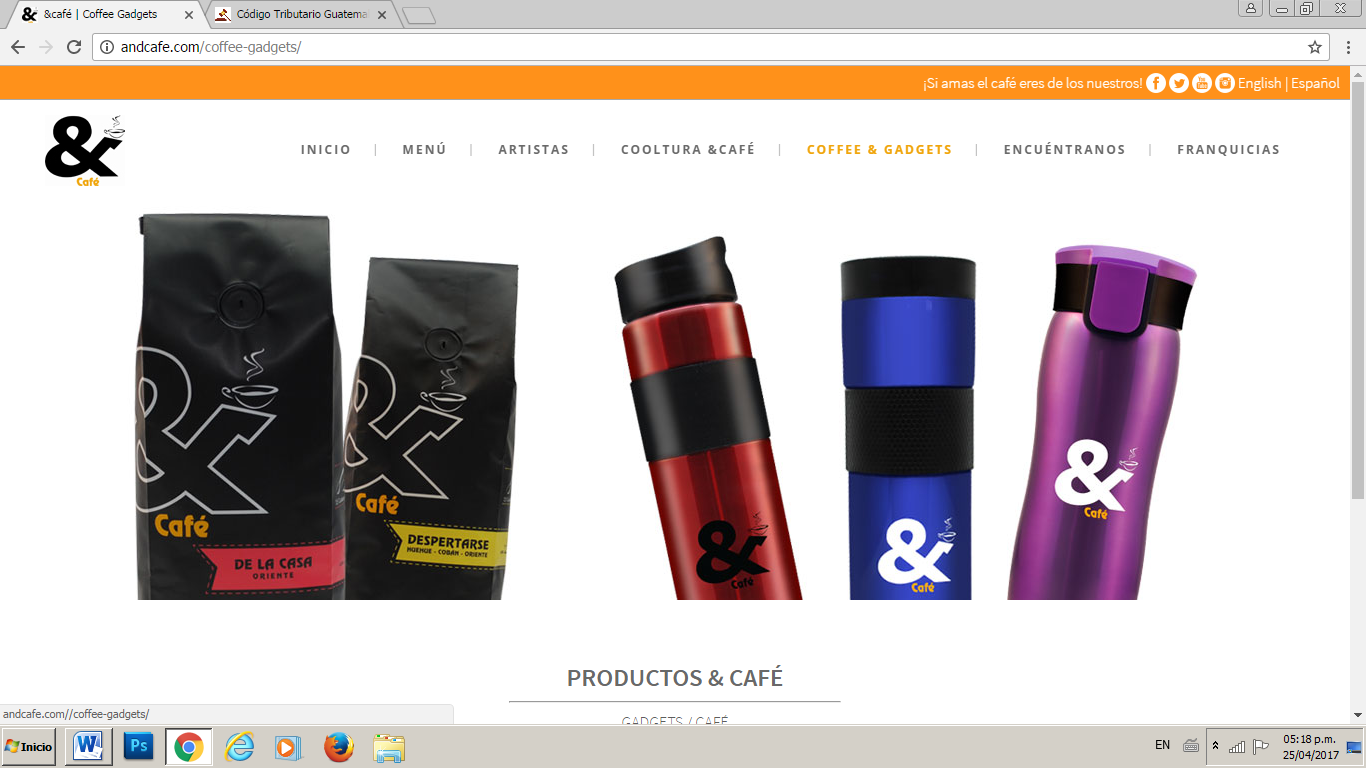 &café | Coffee Gadgets
Código Tributario Guatema
andcafe.com/coffee-gadgets/
¡Si amas el café eres de los nuestros! English | Español
& Café
INICIO | MENÚ | ARTISTAS | COOLTURA &CAFÉ | COFFEE & GADGETS | ENCUÉNTRANOS | FRANQUICIAS
& Café
DE LA CASA
ORIENTE
& Café
DESPERTARSE
HUEHUE - COBÁN - ORIENTE
& Café
& Café
& Café
PRODUCTOS & CAFÉ
GADGETS / CAFÉ
andcafe.com//coffee-gadgets/
Inicio
W
Ps
EN
05:18 p.m.
25/04/2017